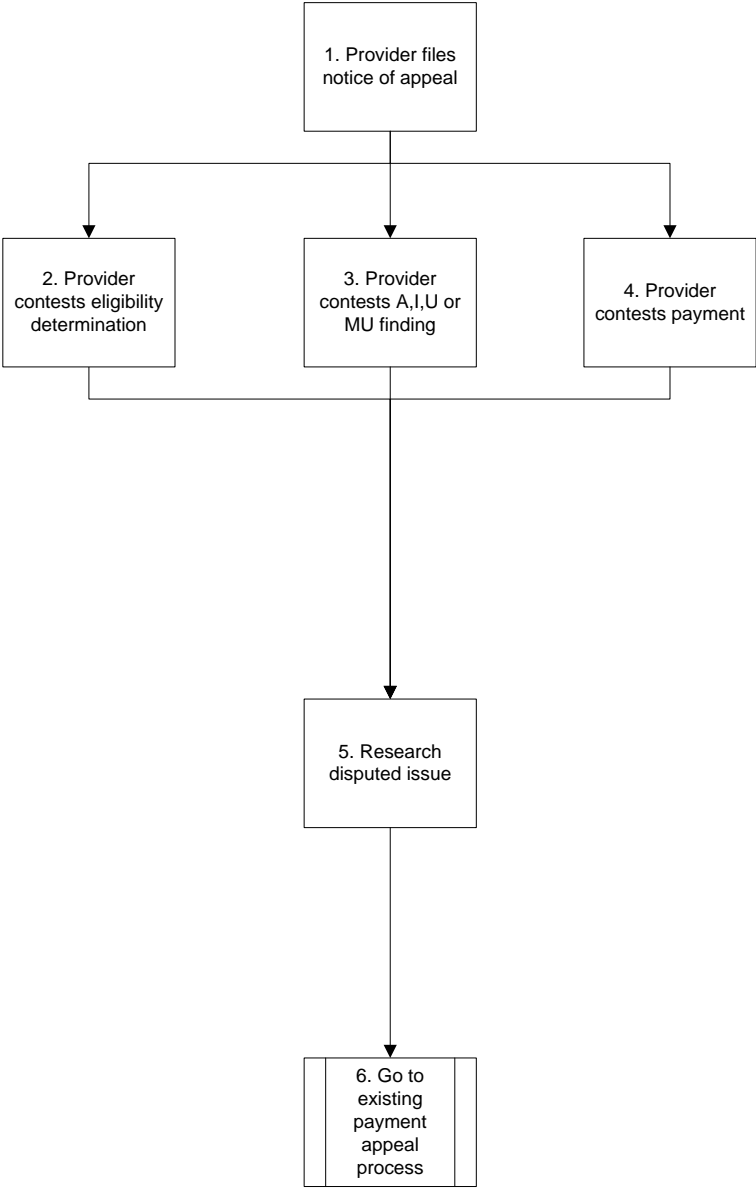 1. Provider files
notice of appeal
2. Provider
contests eligibility
determination
3. Provider
contests A,I,U or
MU finding
4. Provider
contests payment
5. Research
disputed issue
6. Go to
existing
payment
appeal
process